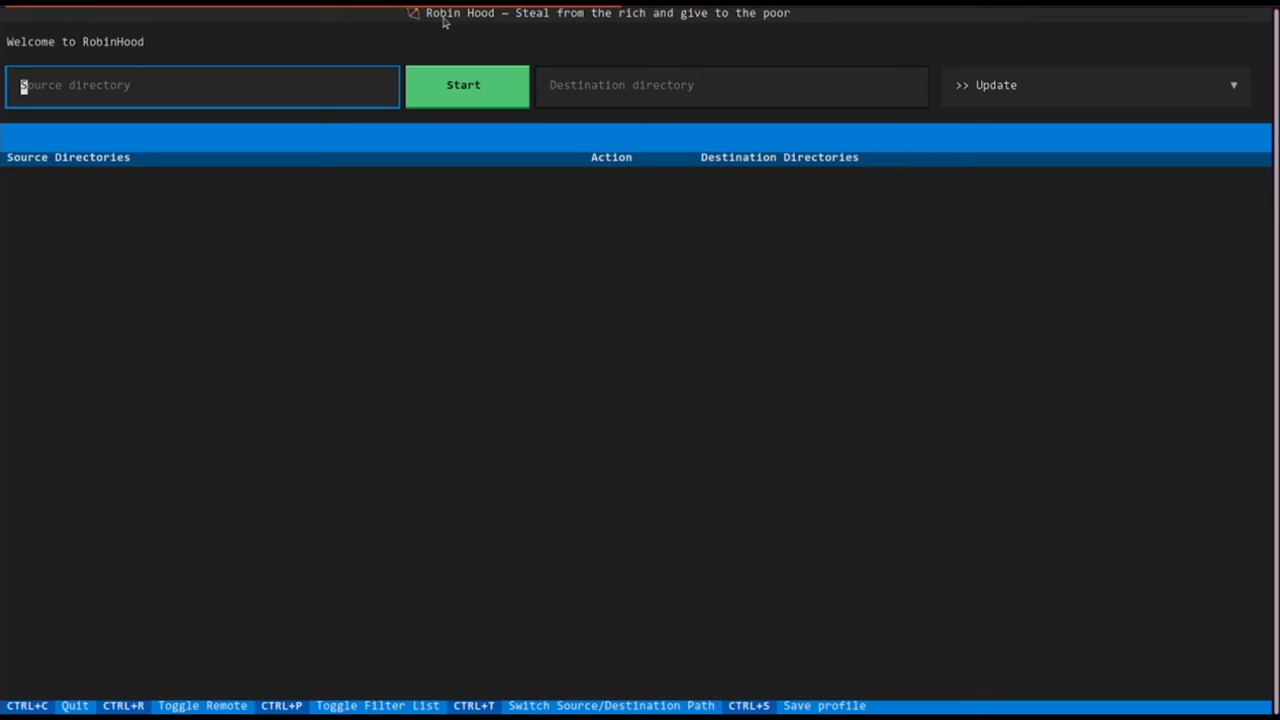 Robin Hood — Steal from the rich and give to the poor
Welcome to RobinHood
Source directory Start Destination directory >> Update ▼
Source Directories Action Destination Directories
CTRL+C Quit CTRL+R Toggle Remote CTRL+P Toggle Filter List CTRL+T Switch Source/Destination Path CTRL+S Save profile